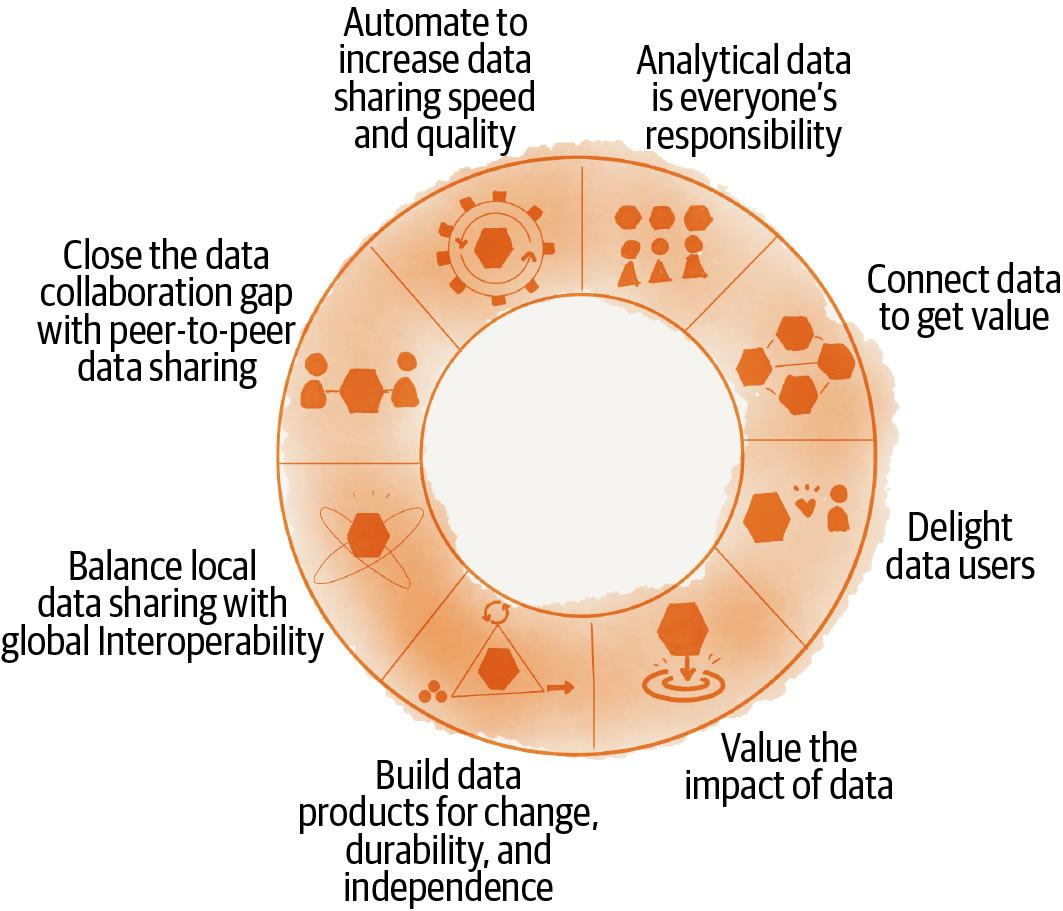 Automate to
increase data
sharing speed
and quality
Analytical data
is everyone’s
responsibility
Connect data
to get value
Delight
data users
Value the
impact of data
Build data
products for change,
durability, and
independence
Balance local
data sharing with
global Interoperability
Close the data
collaboration gap
with peer-to-peer
data sharing